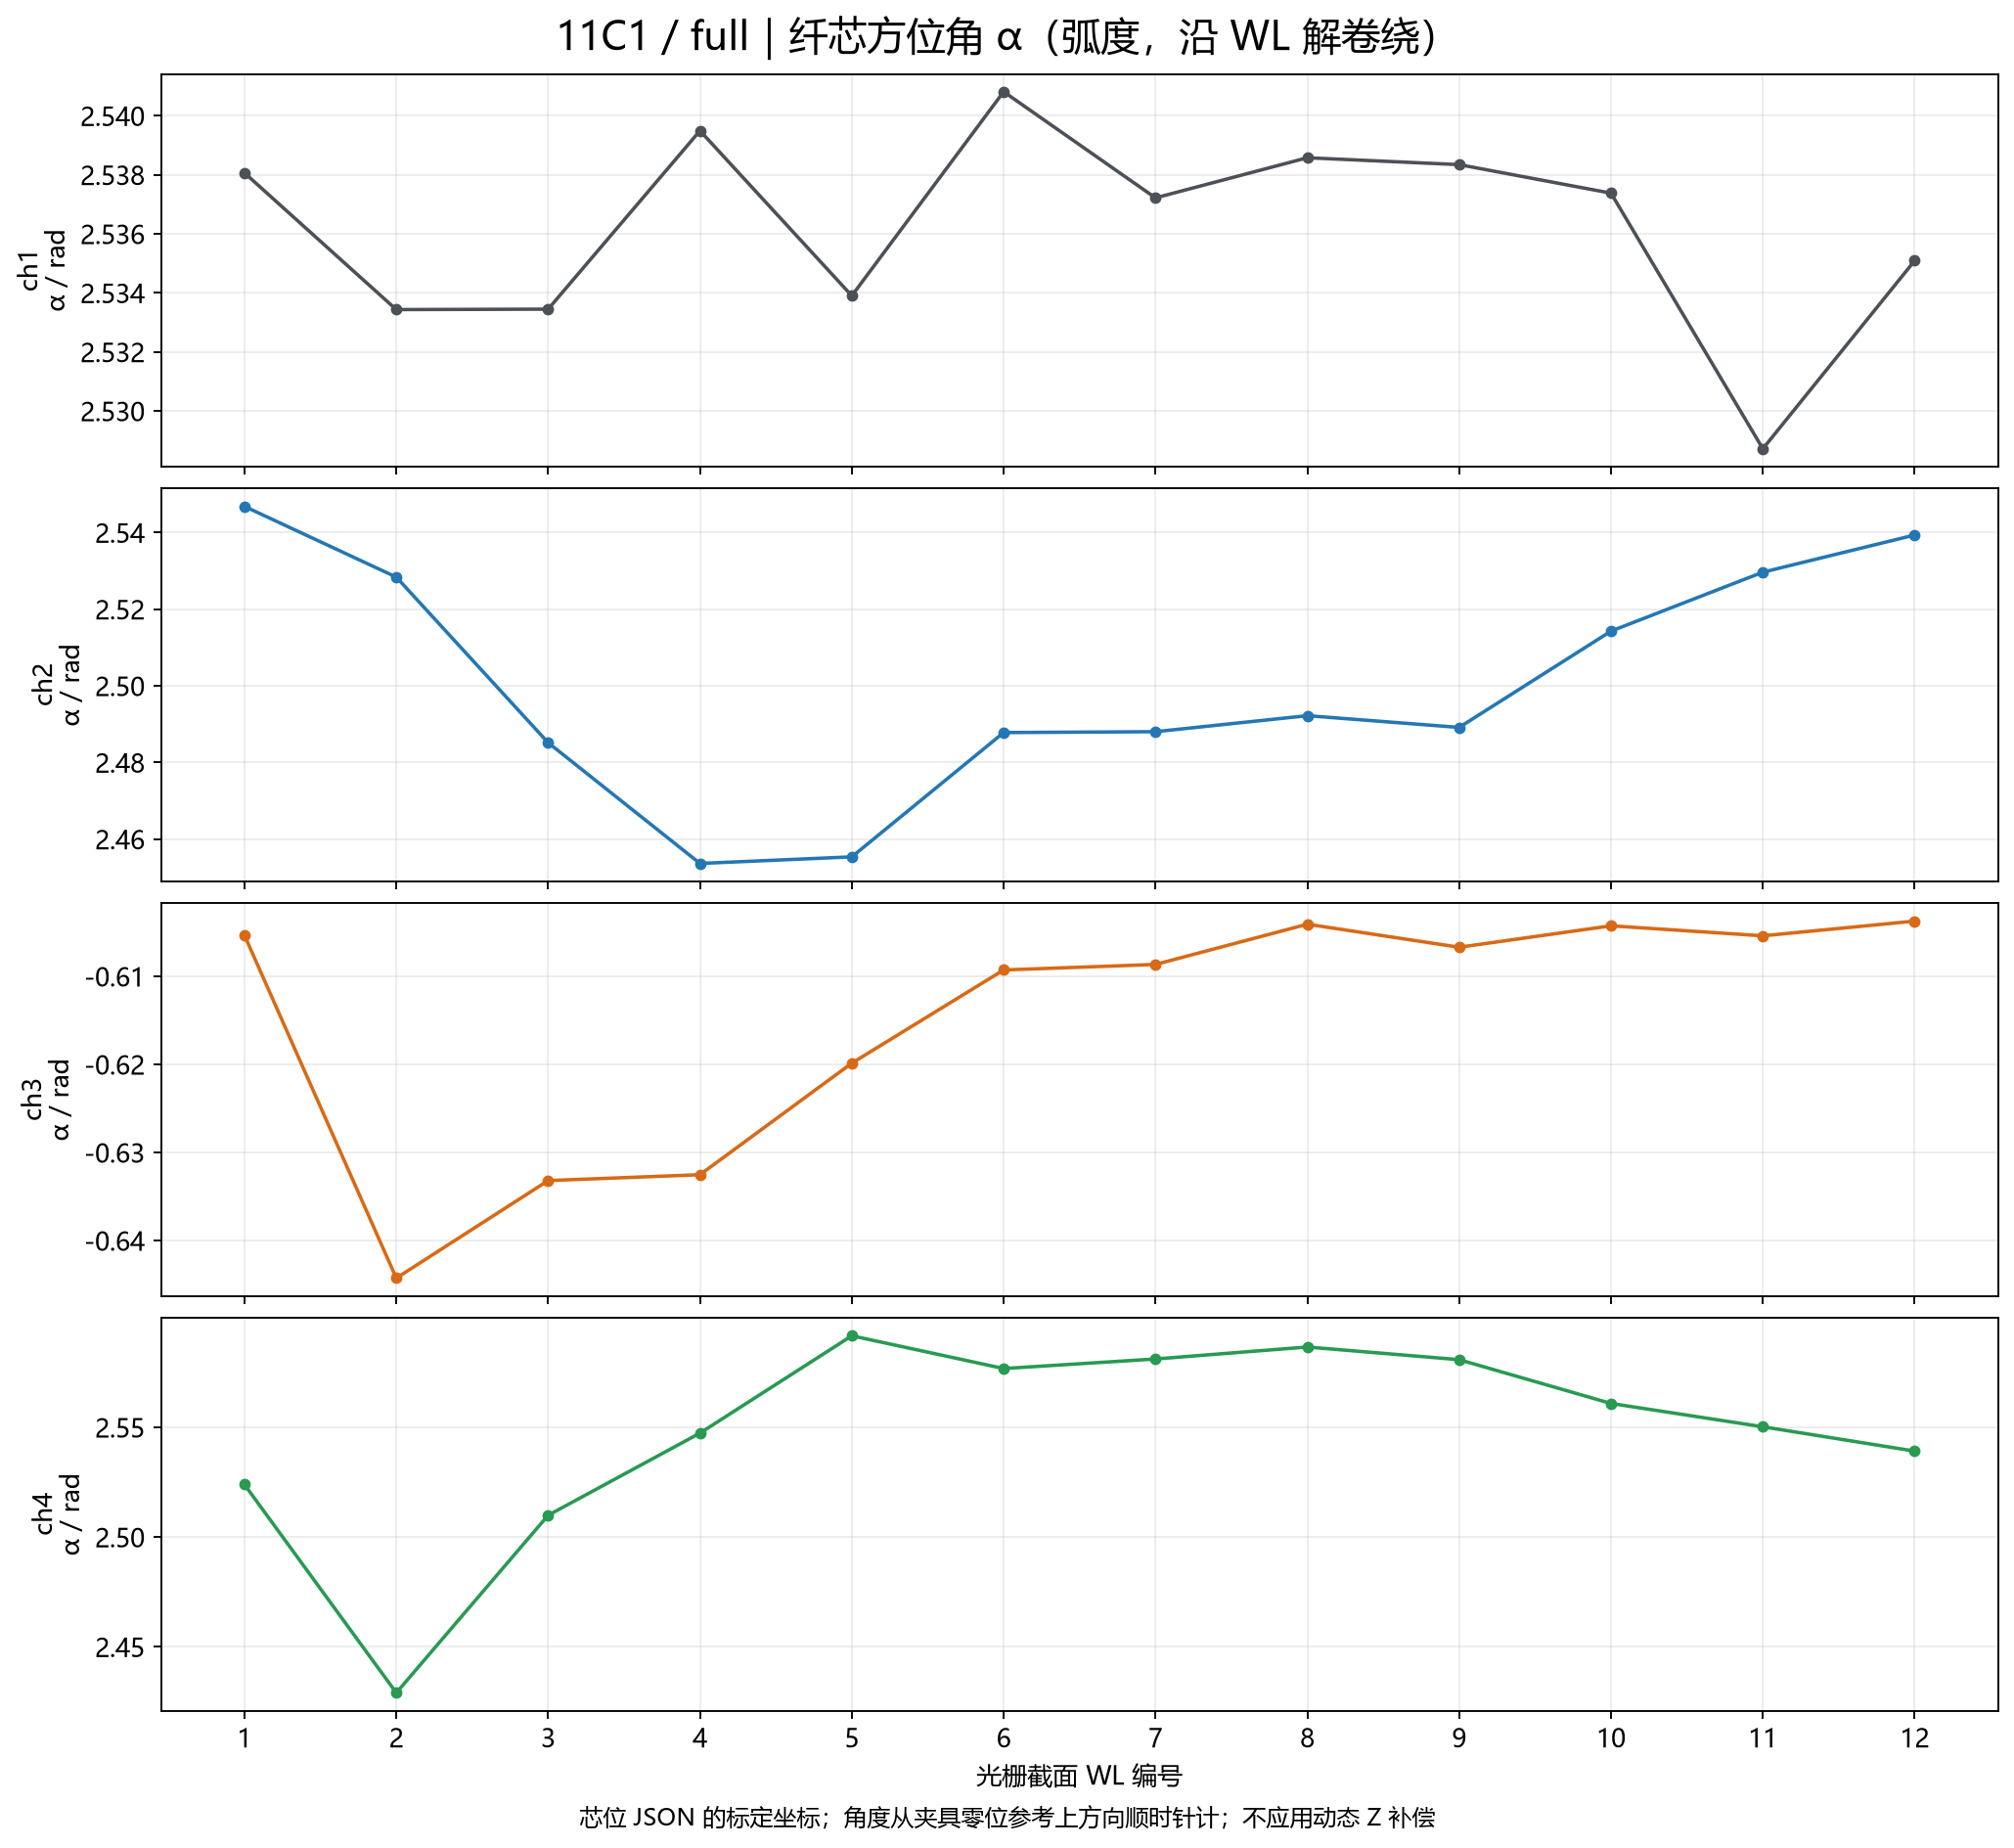 11C1 / full | 纤芯方位角 α（弧度，沿 WL 解卷绕）
2.540
2.538
2.536
2.534
2.532
2.530
ch1
α / rad
2.54
2.52
2.50
2.48
2.46
ch2
α / rad
-0.61
-0.62
-0.63
-0.64
ch3
α / rad
2.55
2.50
2.45
ch4
α / rad
1 2 3 4 5 6 7 8 9 10 11 12
光栅截面 WL 编号
芯位 JSON 的标定坐标；角度从夹具零位参考上方向顺时针计；不应用动态 Z 补偿